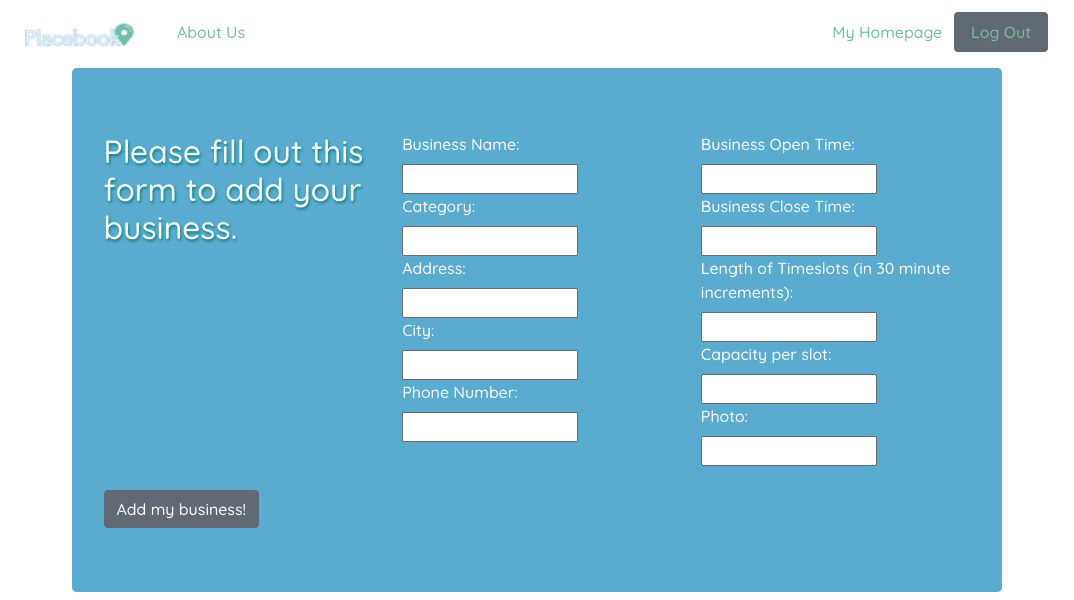 Placebook
About Us
My Homepage
Log Out
Please fill out this
form to add your
business.
Business Name:
Category:
Address:
City:
Phone Number:
Business Open Time:
Business Close Time:
Length of Timeslots (in 30 minute
increments):
Capacity per slot:
Photo:
Add my business!